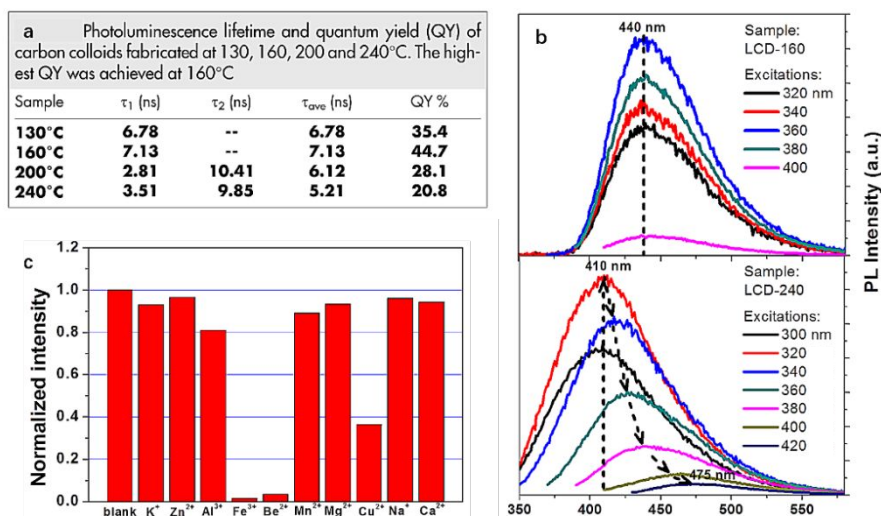 a Photoluminescence lifetime and quantum yield (QY) of
carbon colloids fabricated at 130, 160, 200 and 240°C. The high-
est QY was achieved at 160°C
Sample τ1 (ns) τ2 (ns) τave (ns) QY %
130°C 6.78 -- 6.78 35.4
160°C 7.13 -- 7.13 44.7
200°C 2.81 10.41 6.12 28.1
240°C 3.51 9.85 5.21 20.8
b
440 nm
Sample:
LCD-160
Excitations:
320 nm
340
360
380
400
410 nm
Sample:
LCD-240
Excitations:
300 nm
320
340
360
380
400
420
475 nm
350 400 450 500 550
PL Intensity (a.u.)
c
Normalized intensity
1.2
1.0
0.8
0.6
0.4
0.2
0.0
blank K+ Zn2+ Al3+ Fe3+ Be2+ Mn2+ Mg2+ Cu2+ Na+ Ca2+